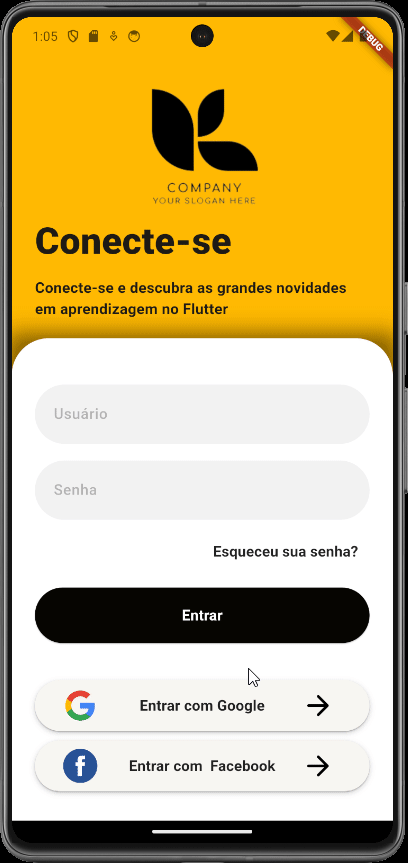 1:05
DEBUG
COMPANY
YOUR SLOGAN HERE
Conecte-se
Conecte-se e descubra as grandes novidades
em aprendizagem no Flutter
Usuário
Senha
Esqueceu sua senha?
Entrar
Entrar com Google
Entrar com  Facebook